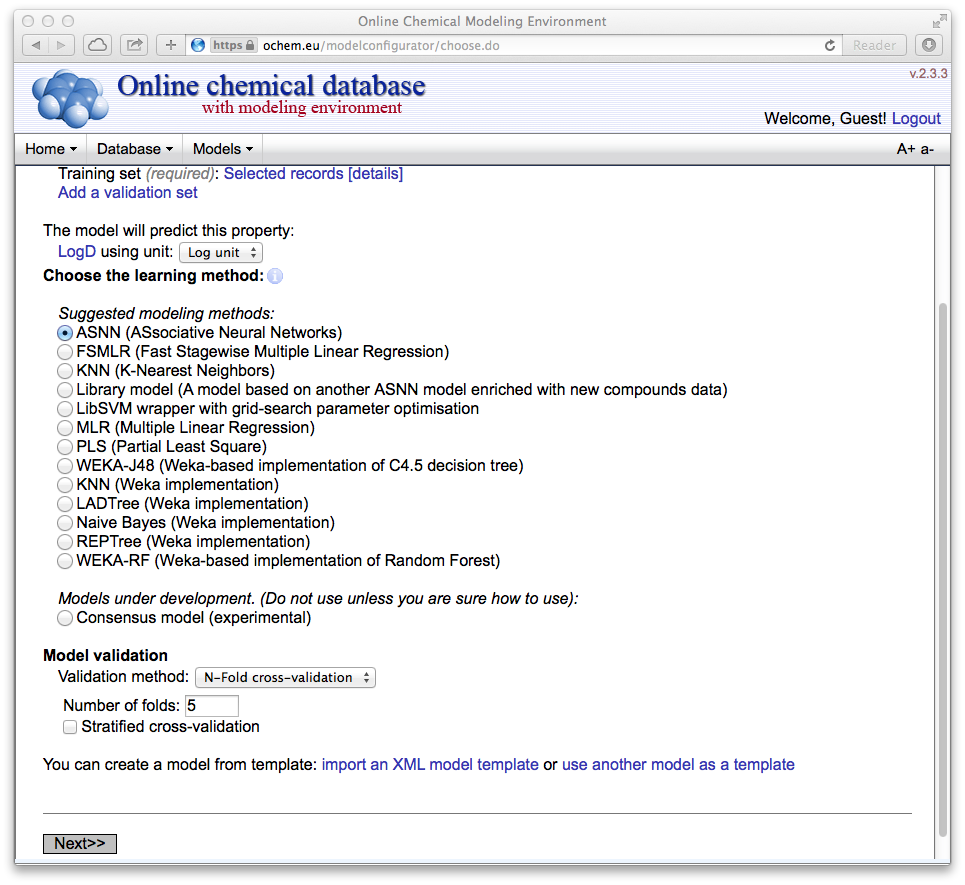 Online Chemical Modeling Environment
https ochem.eu/modelconfigurator/choose.do Reader
Online chemical database
with modeling environment
v.2.3.3
Welcome, Guest! Logout
Home Database Models A+ a-
Training set (required): Selected records [details]
Add a validation set
The model will predict this property:
LogD using unit: Log unit
Choose the learning method: i
Suggested modeling methods:
ASNN (ASsociative Neural Networks)
FSMLR (Fast Stagewise Multiple Linear Regression)
KNN (K-Nearest Neighbors)
Library model (A model based on another ASNN model enriched with new compounds data)
LibSVM wrapper with grid-search parameter optimisation
MLR (Multiple Linear Regression)
PLS (Partial Least Square)
WEKA-J48 (Weka-based implementation of C4.5 decision tree)
KNN (Weka implementation)
LADTree (Weka implementation)
Naive Bayes (Weka implementation)
REPTree (Weka implementation)
WEKA-RF (Weka-based implementation of Random Forest)
Models under development. (Do not use unless you are sure how to use):
Consensus model (experimental)
Model validation
Validation method: N-Fold cross-validation
Number of folds: 5
Stratified cross-validation
You can create a model from template: import an XML model template or use another model as a template
Next>>